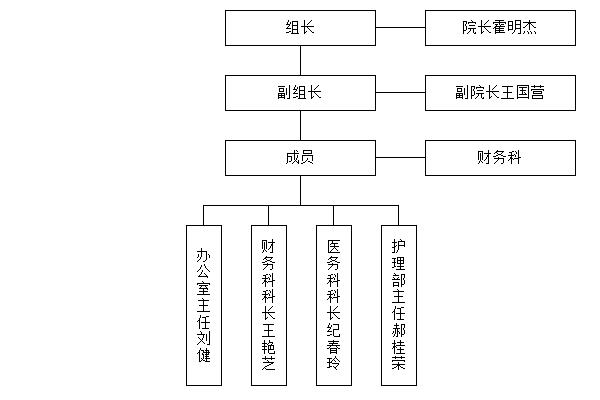 组长
院长霍明杰
副组长
副院长王国营
成员
财务科
办公室主任刘健
财务科科长王艳芝
医务科科长纪春玲
护理部主任郝桂荣